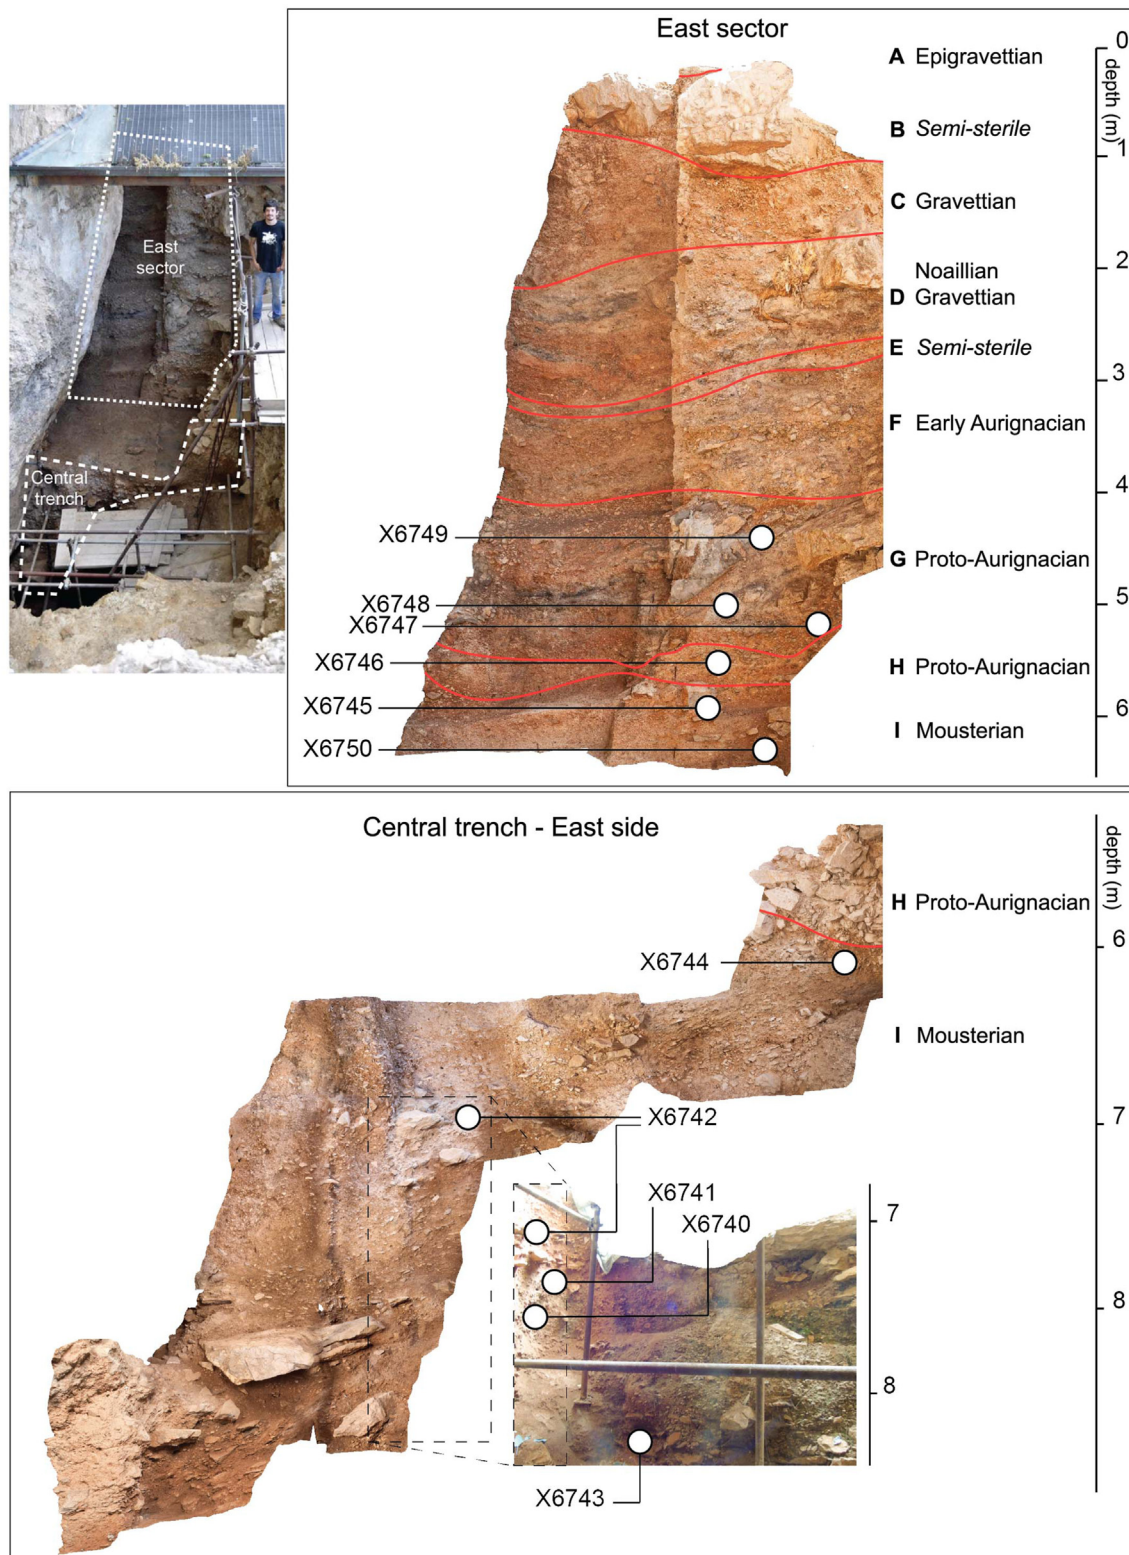 East sector
A Epigravettian
B Semi-sterile
C Gravettian
Noaillian
D Gravettian
E Semi-sterile
F Early Aurignacian
G Proto-Aurignacian
H Proto-Aurignacian
I Mousterian
0
depth (m)
1
2
3
4
5
6
X6749
X6748
X6747
X6746
X6745
X6750
East
sector
Central
trench
Central trench - East side
H Proto-Aurignacian
I Mousterian
depth (m)
6
7
8
X6744
X6742
X6741
X6740
X6743
7
8